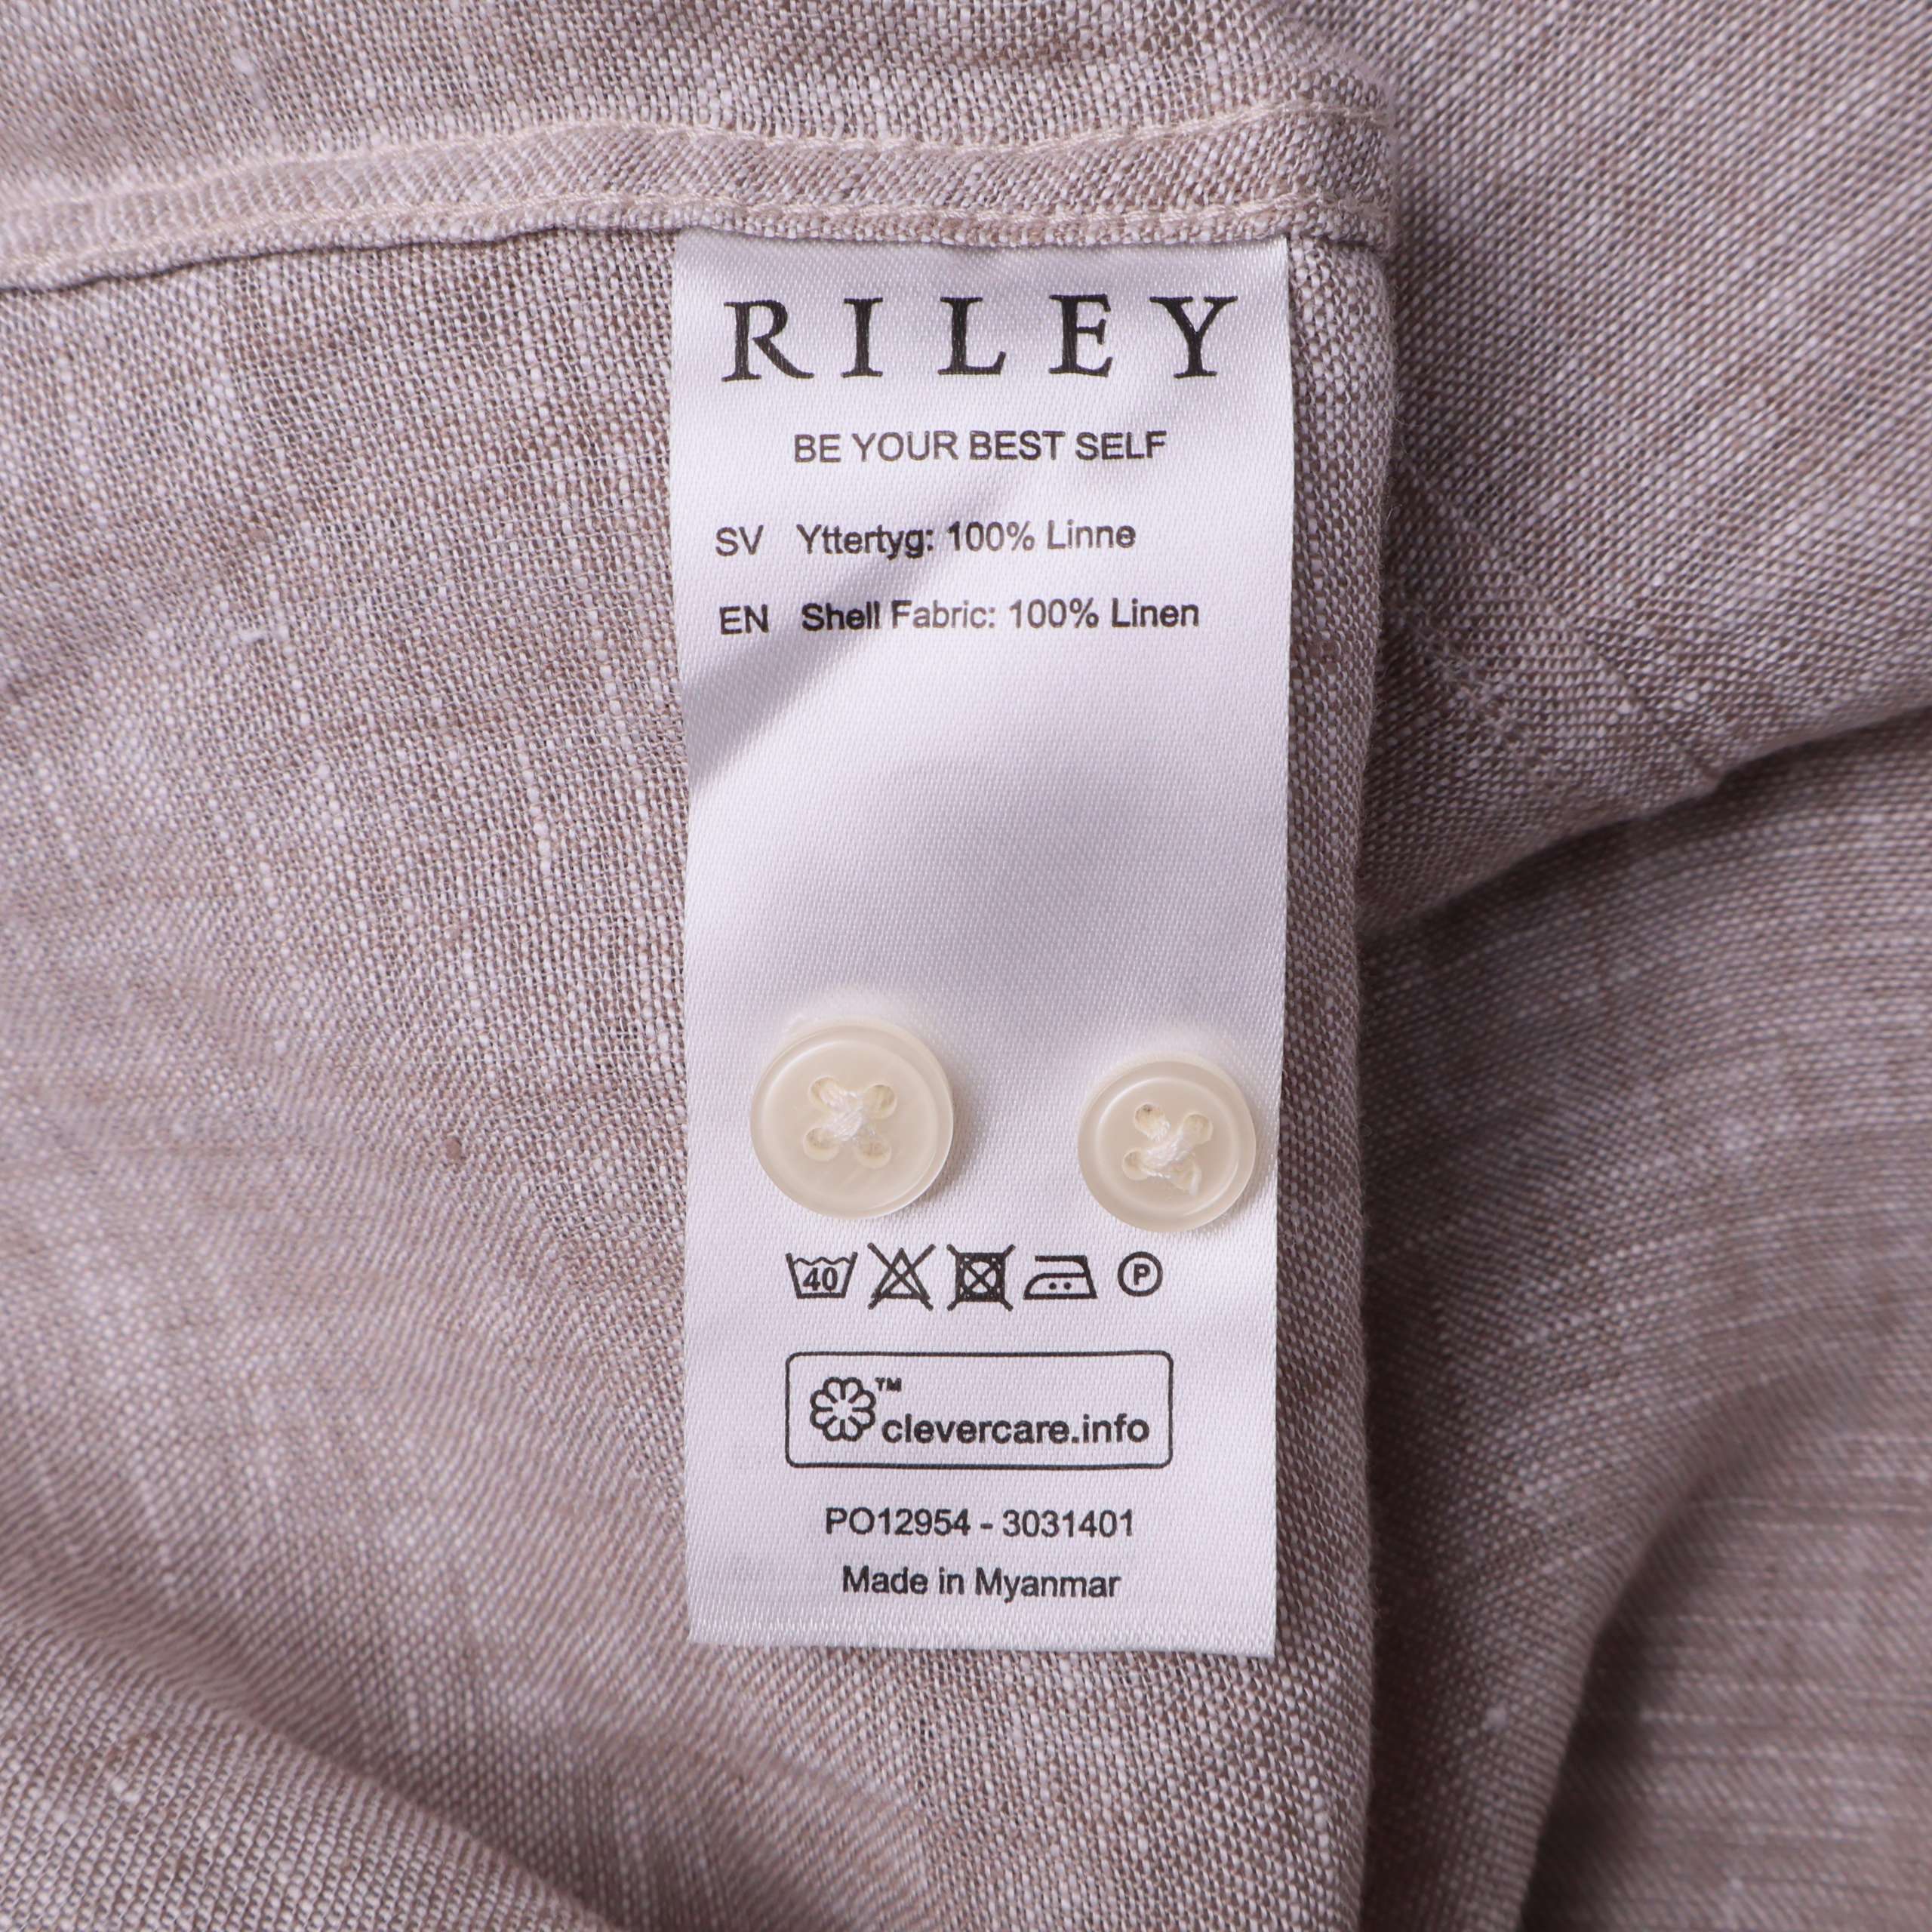 RILEY
BE YOUR BEST SELF
SV Yttertyg: 100% Linne
EN Shell Fabric: 100% Linen
40 P
™ clevercare.info
PO12954 - 3031401
Made in Myanmar